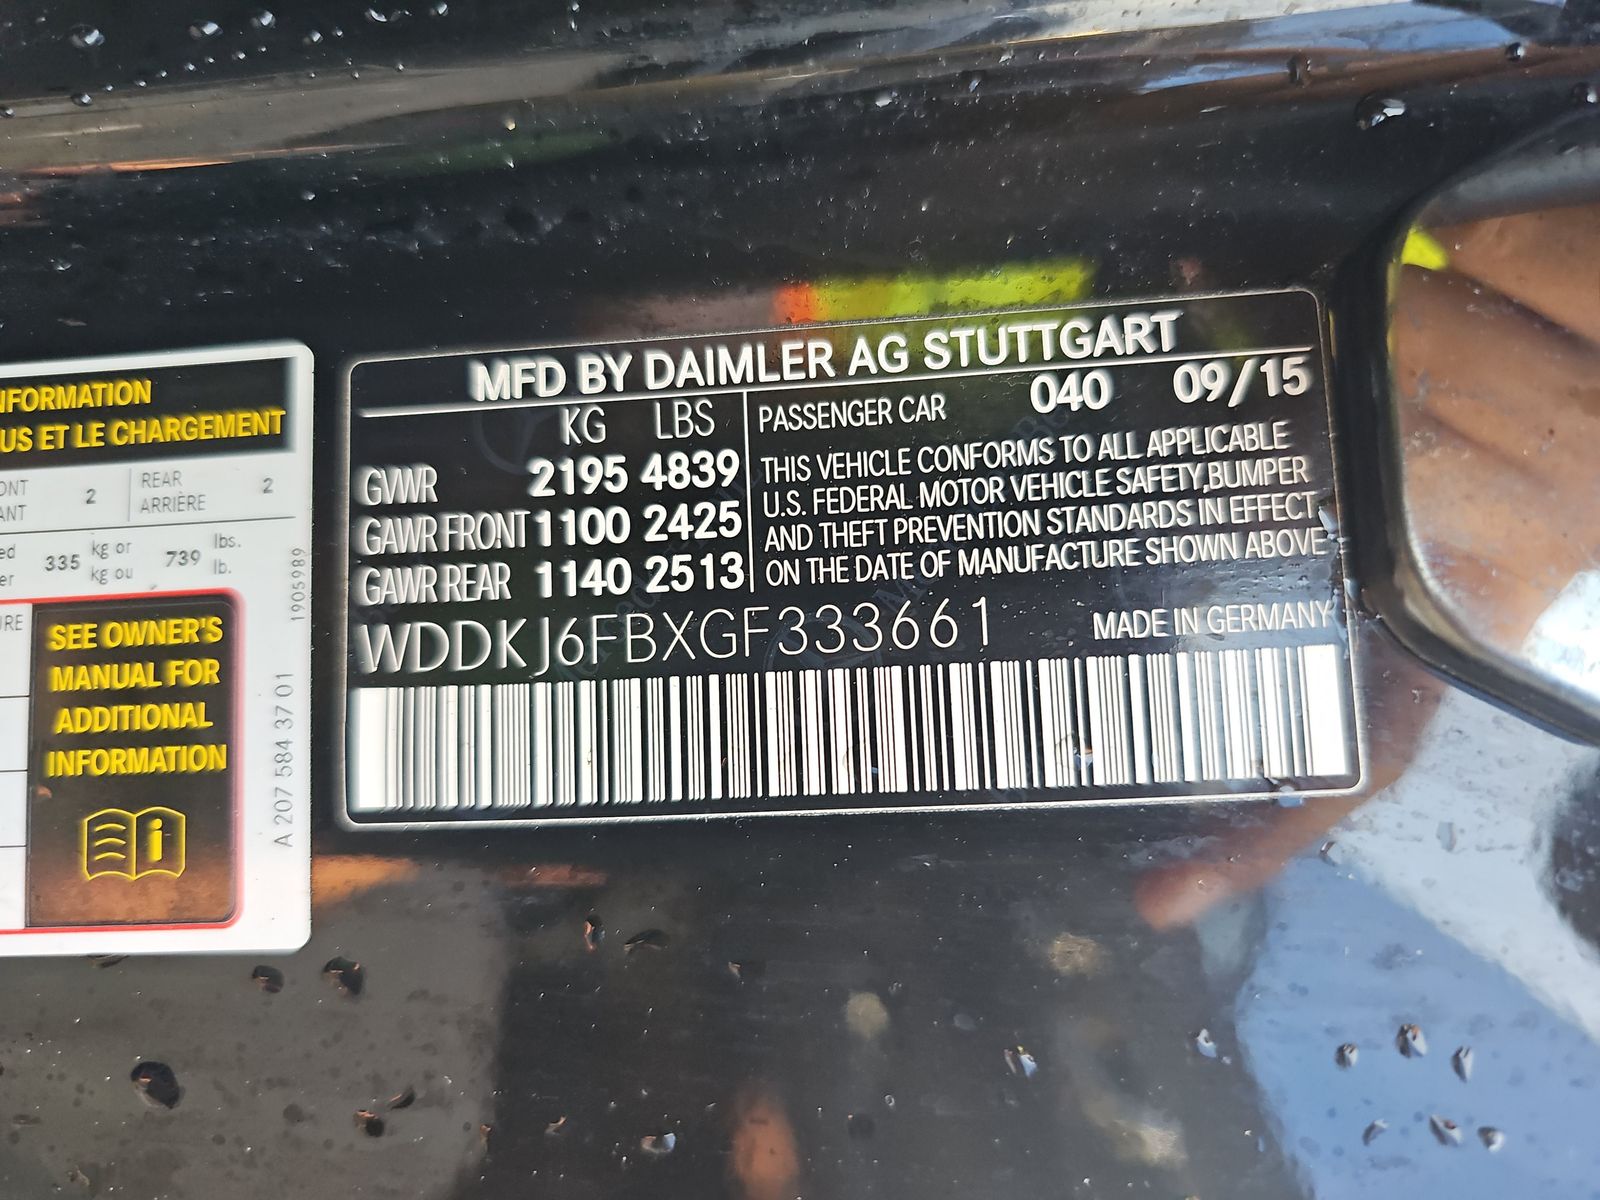 NFORMATION
US ET LE CHARGEMENT
ONT 2 REAR 2
ANT ARRIÈRE
ed 335 kg or 739 lbs.
er kg ou lb.
URE
SEE OWNER'S
MANUAL FOR
ADDITIONAL
INFORMATION
1905989
A 207 584 37 01
MFD BY DAIMLER AG STUTTGART
KG LBS
GVWR 2195 4839
GAWR FRONT 1100 2425
GAWR REAR 1140 2513
PASSENGER CAR 040 09/15
THIS VEHICLE CONFORMS TO ALL APPLICABLE
U.S. FEDERAL MOTOR VEHICLE SAFETY,BUMPER
AND THEFT PREVENTION STANDARDS IN EFFECT
ON THE DATE OF MANUFACTURE SHOWN ABOVE
WDDKJ6FBXGF333661 MADE IN GERMANY